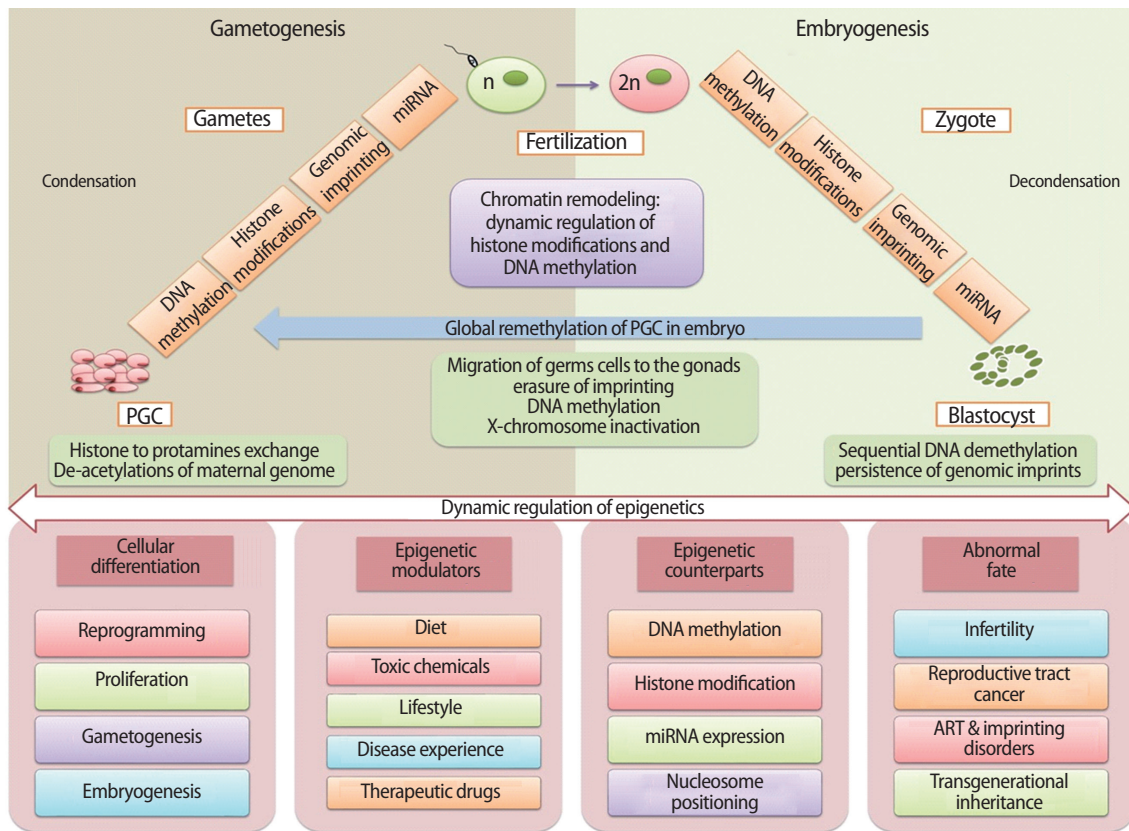 Gametogenesis
Embryogenesis
n
2n
Gametes
Fertilization
Zygote
Condensation
Decondensation
miRNA
Genomic
imprinting
Histone
modifications
DNA
methylation
DNA
methylation
Histone
modifications
Genomic
imprinting
miRNA
Chromatin remodeling:
dynamic regulation of
histone modifications and
DNA methylation
Global remethylation of PGC in embryo
Migration of germs cells to the gonads
erasure of imprinting
DNA methylation
X-chromosome inactivation
PGC
Histone to protamines exchange
De-acetylations of maternal genome
Blastocyst
Sequential DNA demethylation
persistence of genomic imprints
Dynamic regulation of epigenetics
Cellular
differentiation
Reprogramming
Proliferation
Gametogenesis
Embryogenesis
Epigenetic
modulators
Diet
Toxic chemicals
Lifestyle
Disease experience
Therapeutic drugs
Epigenetic
counterparts
DNA methylation
Histone modification
miRNA expression
Nucleosome
positioning
Abnormal
fate
Infertility
Reproductive tract
cancer
ART & imprinting
disorders
Transgenerational
inheritance